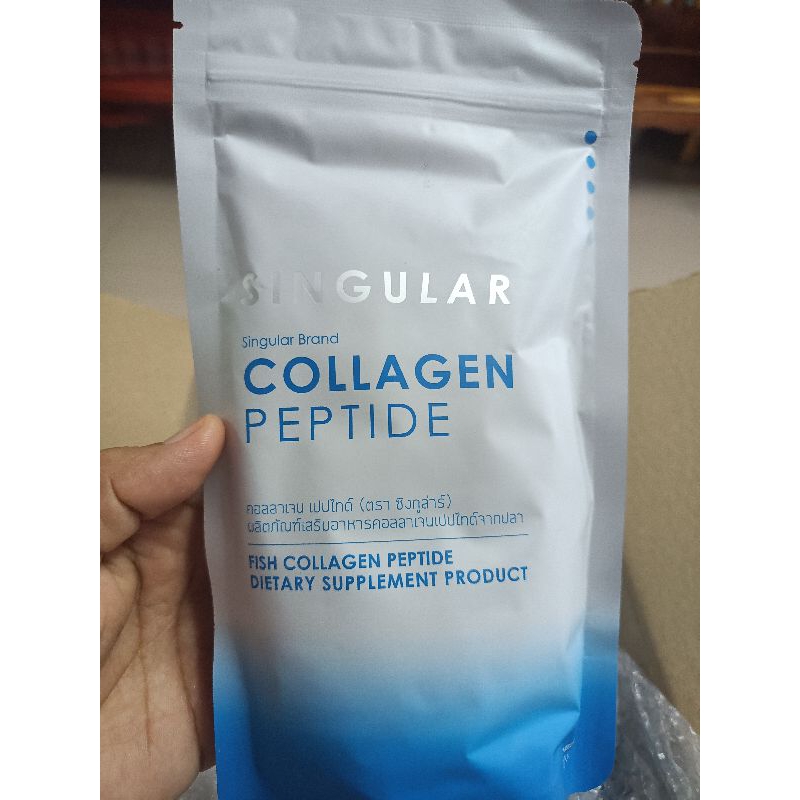 SINGULAR
Singular Brand
COLLAGEN
PEPTIDE
คอลลาเจน เปปไทด์ (ตรา ซิงกูล่าร์)
ผลิตภัณฑ์เสริมอาหารคอลลาเจนเปปไทด์จากปลา
FISH COLLAGEN PEPTIDE
DIETARY SUPPLEMENT PRODUCT